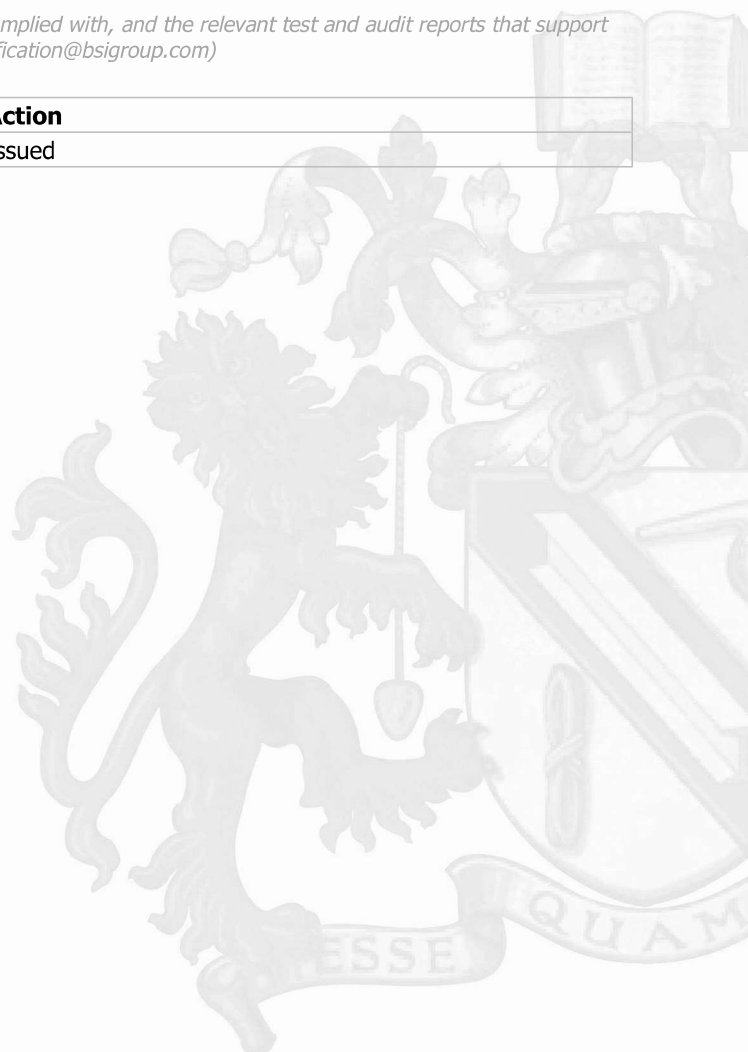 mplied with, and the relevant test and audit reports that support
fication@bsigroup.com)
Action
ssued
ESSE
QUAM